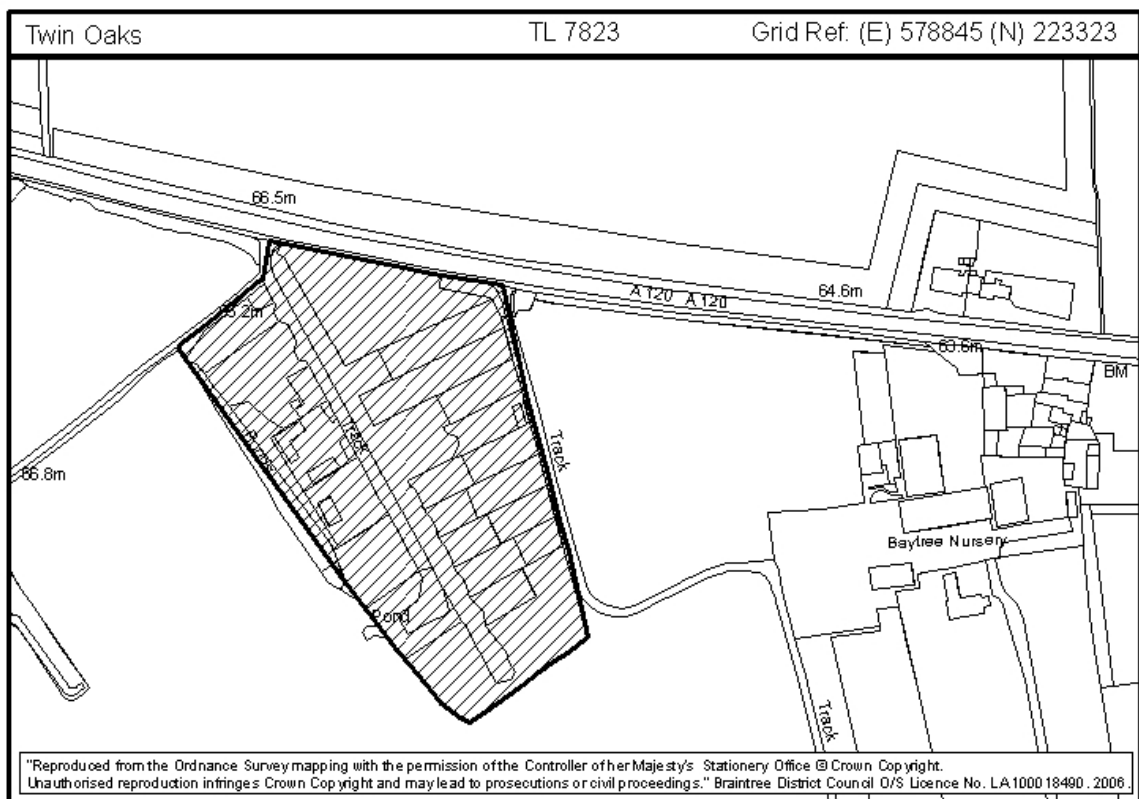 Twin Oaks TL 7823 Grid Ref: (E) 578845 (N) 223323
66.5m
A 120 A 120
64.6m
63.6m
BM
Track
66.8m
Baytree Nursery
Pond
Track
"Reproduced from the Ordnance Survey mapping with the permission of the Controller of her Majesty's Stationery Office © Crown Copyright.
Unauthorised reproduction infringes Crown Copyright and may lead to prosecutions or civil proceedings." Braintree District Council O/S Licence No. LA100018490. 2006.